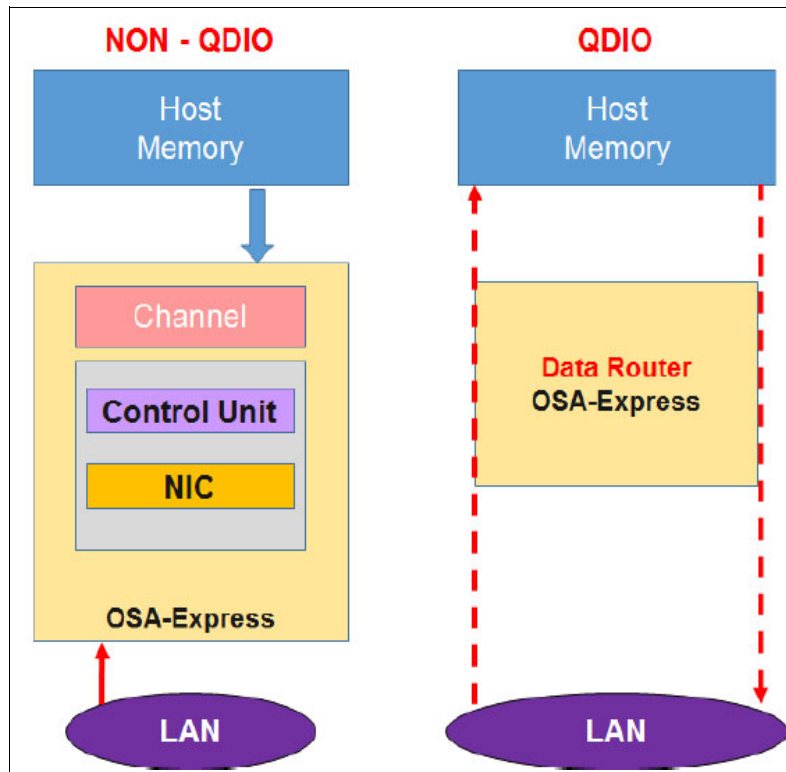 NON - QDIO
Host
Memory
Channel
Control Unit
NIC
OSA-Express
LAN
QDIO
Host
Memory
Data Router
OSA-Express
LAN